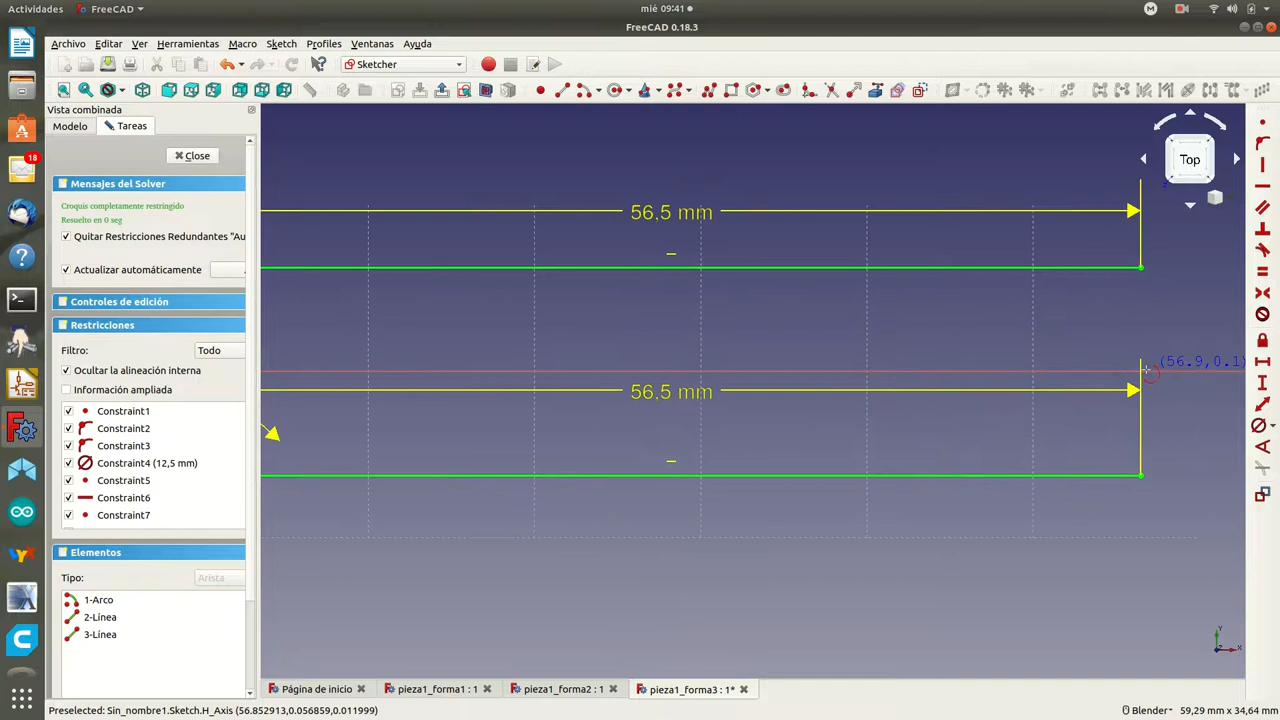 Actividades FreeCAD mié 09:41
FreeCAD 0.18.3
Archivo Editar Ver Herramientas Macro Sketch Profiles Ventanas Ayuda
Sketcher
Vista combinada
Modelo Tareas
Close
Mensajes del Solver
Croquis completamente restringido
Resuelto en 0 seg
Quitar Restricciones Redundantes "Au
Actualizar automáticamente
Controles de edición
Restricciones
Filtro: Todo
Ocultar la alineación interna
Información ampliada
Constraint1
Constraint2
Constraint3
Constraint4 (12,5 mm)
Constraint5
Constraint6
Constraint7
Elementos
Tipo: Arista
1-Arco
2-Línea
3-Línea
56,5 mm
56,5 mm
(56.9,0.1)
Top
Y
X
18
Página de inicio pieza1_forma1 : 1 pieza1_forma2 : 1 pieza1_forma3 : 1*
Preselected: Sin_nombre1.Sketch.H_Axis (56.852913,0.056859,0.011999) Blender 59,29 mm x 34,64 mm